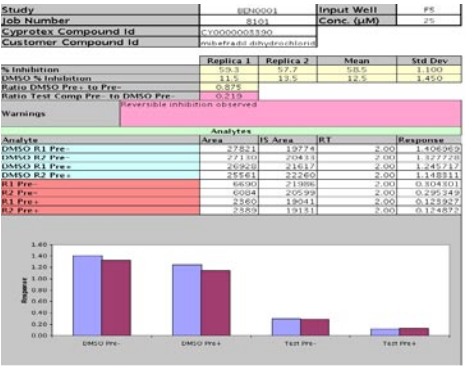 Study BEN0001 Input Well F5
Job Number 8101 Conc. (µM) 25
Cyprotex Compound Id CY0000003390
Customer Compound Id mibefradil dihydrochlorid
Replica 1 Replica 2 Mean Std Dev
% Inhibition 59.3 57.7 58.5 1.100
DMSO % Inhibition 11.5 13.5 12.5 1.450
Ratio DMSO Pre+ to Pre- 0.875
Ratio Test Comp Pre- to DMSO Pre- 0.219
Warnings Reversible inhibition observed
Analytes
Analyte Area IS Area RT Response
DMSO R1 Pre- 27821 19774 2.00 1.406969
DMSO R2 Pre- 27130 20433 2.00 1.327728
DMSO R1 Pre+ 26928 21617 2.00 1.245717
DMSO R2 Pre+ 25561 22260 2.00 1.148311
R1 Pre- 6690 21986 2.00 0.304301
R2 Pre- 6084 20599 2.00 0.295349
R1 Pre+ 2360 19041 2.00 0.123927
R2 Pre+ 2389 19131 2.00 0.124872
1.60
1.40
1.20
1.00
0.80
0.60
0.40
0.20
0.00
Response
DMSO Pre- DMSO Pre+ Test Pre- Test Pre+